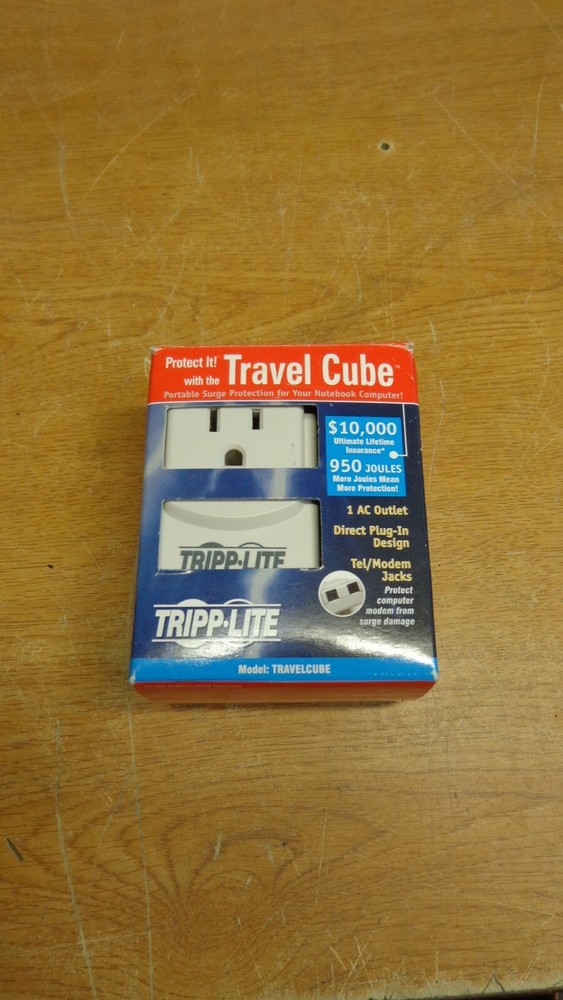 Protect It!
with the Travel Cube™
Portable Surge Protection for Your Notebook Computer!
$10,000
Ultimate Lifetime
Insurance*
950 JOULES
More Joules Mean
More Protection!
1 AC Outlet
Direct Plug-In
Design
Tel/Modem
Jacks
Protect
computer
modem from
surge damage
TRIPP·LITE
TRIPP·LITE
Model: TRAVELCUBE